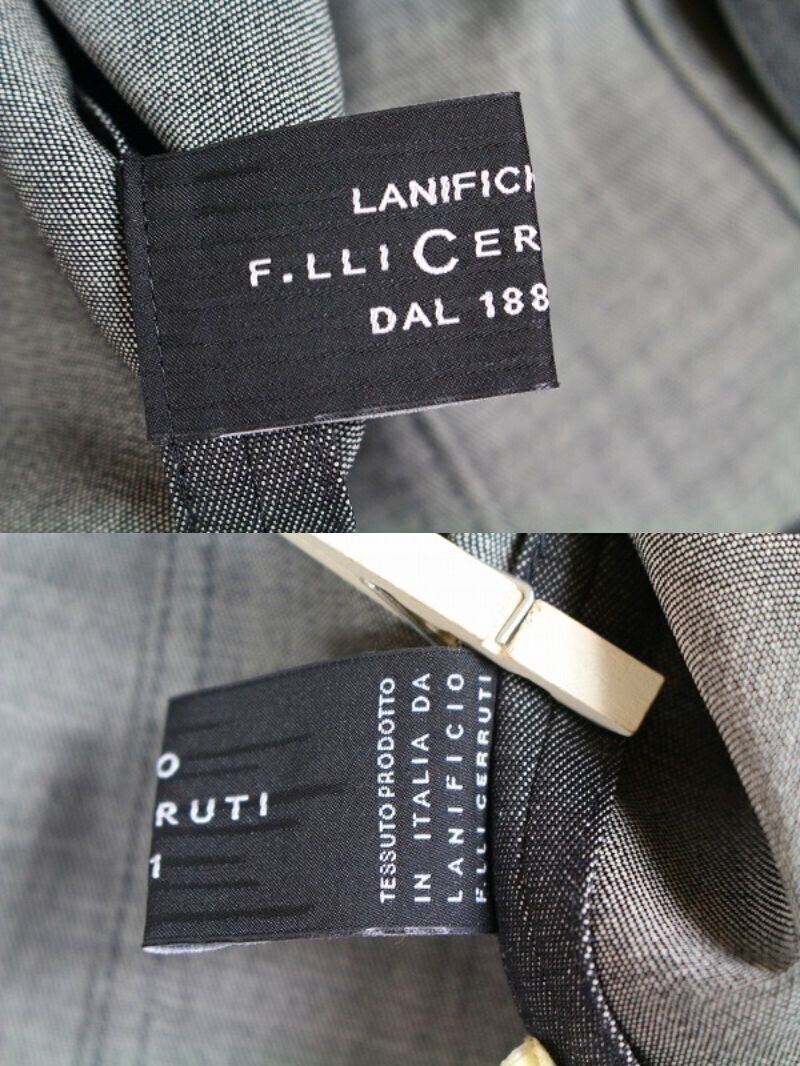 LANIFICI
F.LLI CER
DAL 188
O
RUTI
1
TESSUTO PRODOTTO
IN ITALIA DA
LANIFICIO
F.LLI CERRUTI